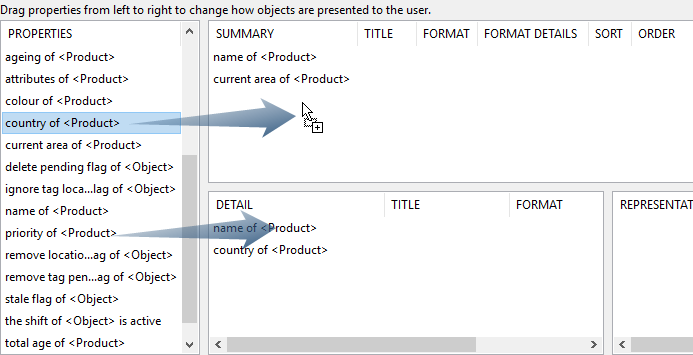 Drag properties from left to right to change how objects are presented to the user.
PROPERTIES
ageing of <Product>
attributes of <Product>
colour of <Product>
country of <Product>
current area of <Product>
delete pending flag of <Object>
ignore tag loca...lag of <Object>
name of <Product>
priority of <Product>
remove locatio...ag of <Object>
remove tag pen...ag of <Object>
stale flag of <Object>
the shift of <Object> is active
total age of <Product>
SUMMARY TITLE FORMAT FORMAT DETAILS SORT ORDER
name of <Product>
current area of <Product>
DETAIL TITLE FORMAT
name of <Product>
country of <Product>
REPRESENTAT